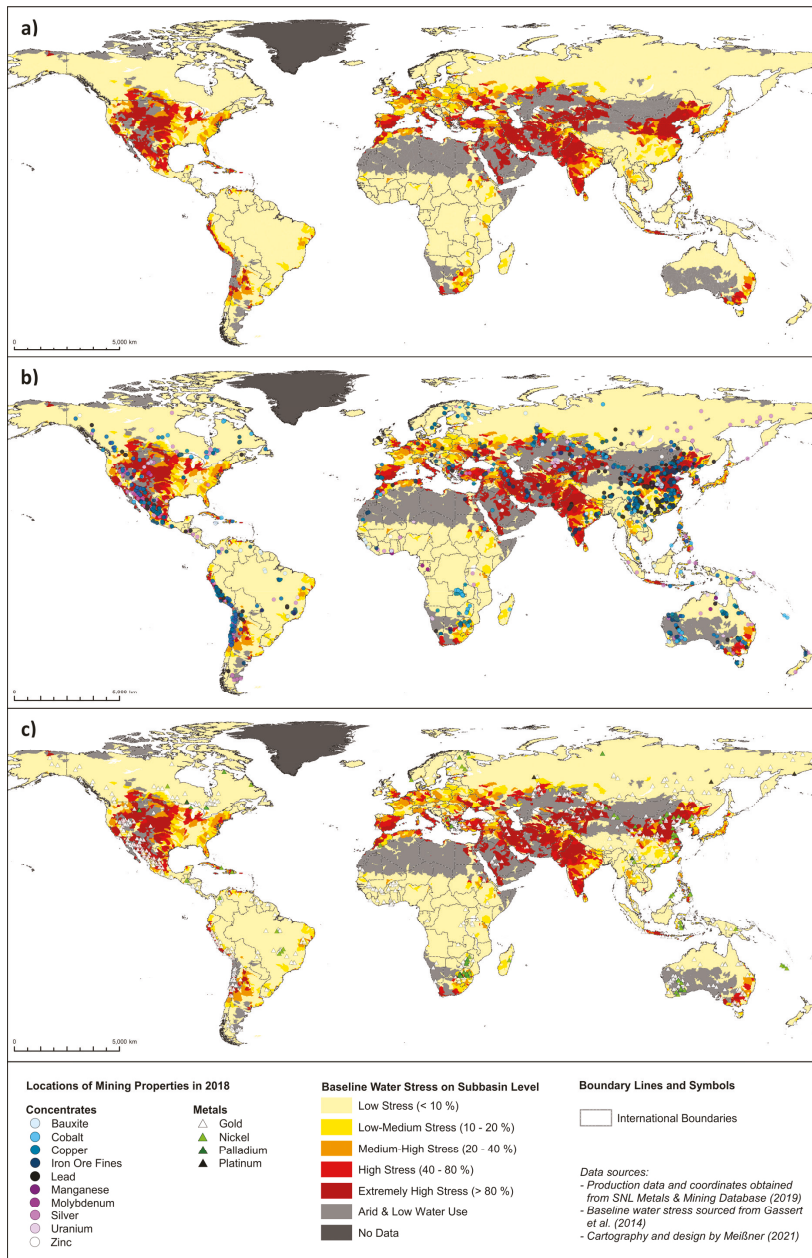 a)
0 5,000 km
b)
0 5,000 km
c)
0 5,000 km
Locations of Mining Properties in 2018
Concentrates
Bauxite
Cobalt
Copper
Iron Ore Fines
Lead
Manganese
Molybdenum
Silver
Uranium
Zinc
Metals
Gold
Nickel
Palladium
Platinum
Baseline Water Stress on Subbasin Level
Low Stress (< 10 %)
Low-Medium Stress (10 - 20 %)
Medium-High Stress (20 - 40 %)
High Stress (40 - 80 %)
Extremely High Stress (> 80 %)
Arid & Low Water Use
No Data
Boundary Lines and Symbols
International Boundaries
Data sources:
- Production data and coordinates obtained
from SNL Metals & Mining Database (2019)
- Baseline water stress sourced from Gassert
et al. (2014)
- Cartography and design by Meißner (2021)